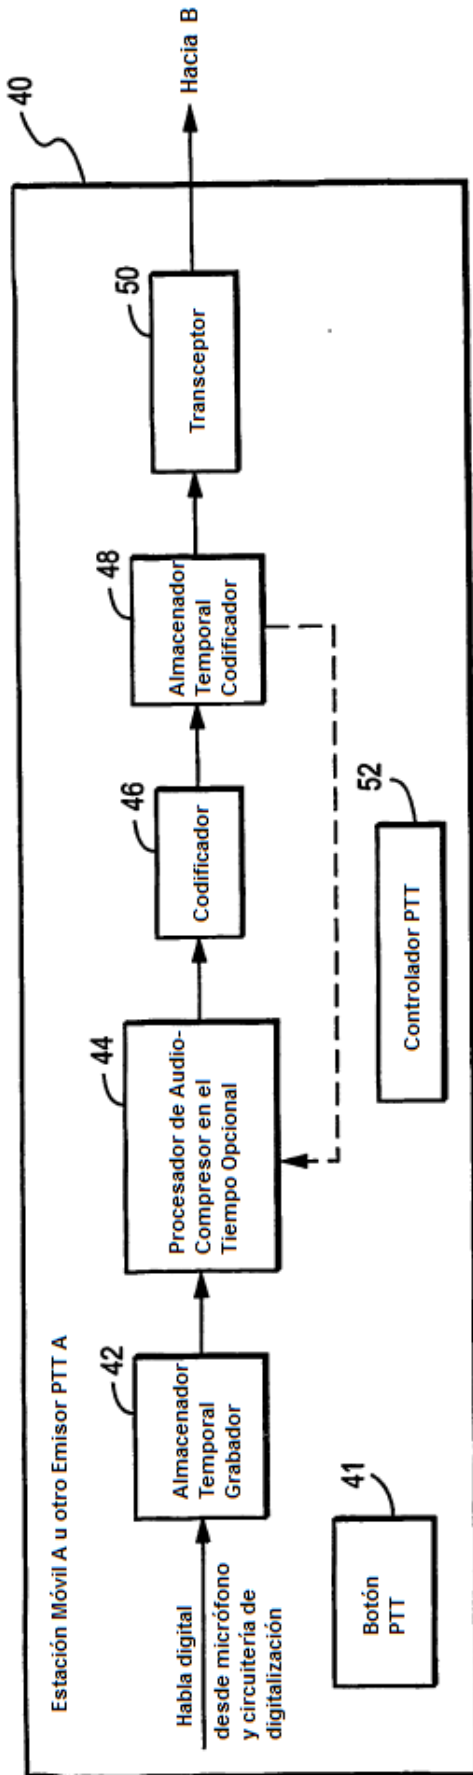 Estación Móvil A u otro Emisor PTT A
40
Habla digital
desde micrófono
y circuitería de
digitalización
42
Almacenador
Temporal
Grabador
44
Procesador de Audio-
Compresor en el
Tiempo Opcional
46
Codificador
48
Almacenador
Temporal
Codificador
50
Transceptor
Hacia B
41
Botón
PTT
52
Controlador PTT